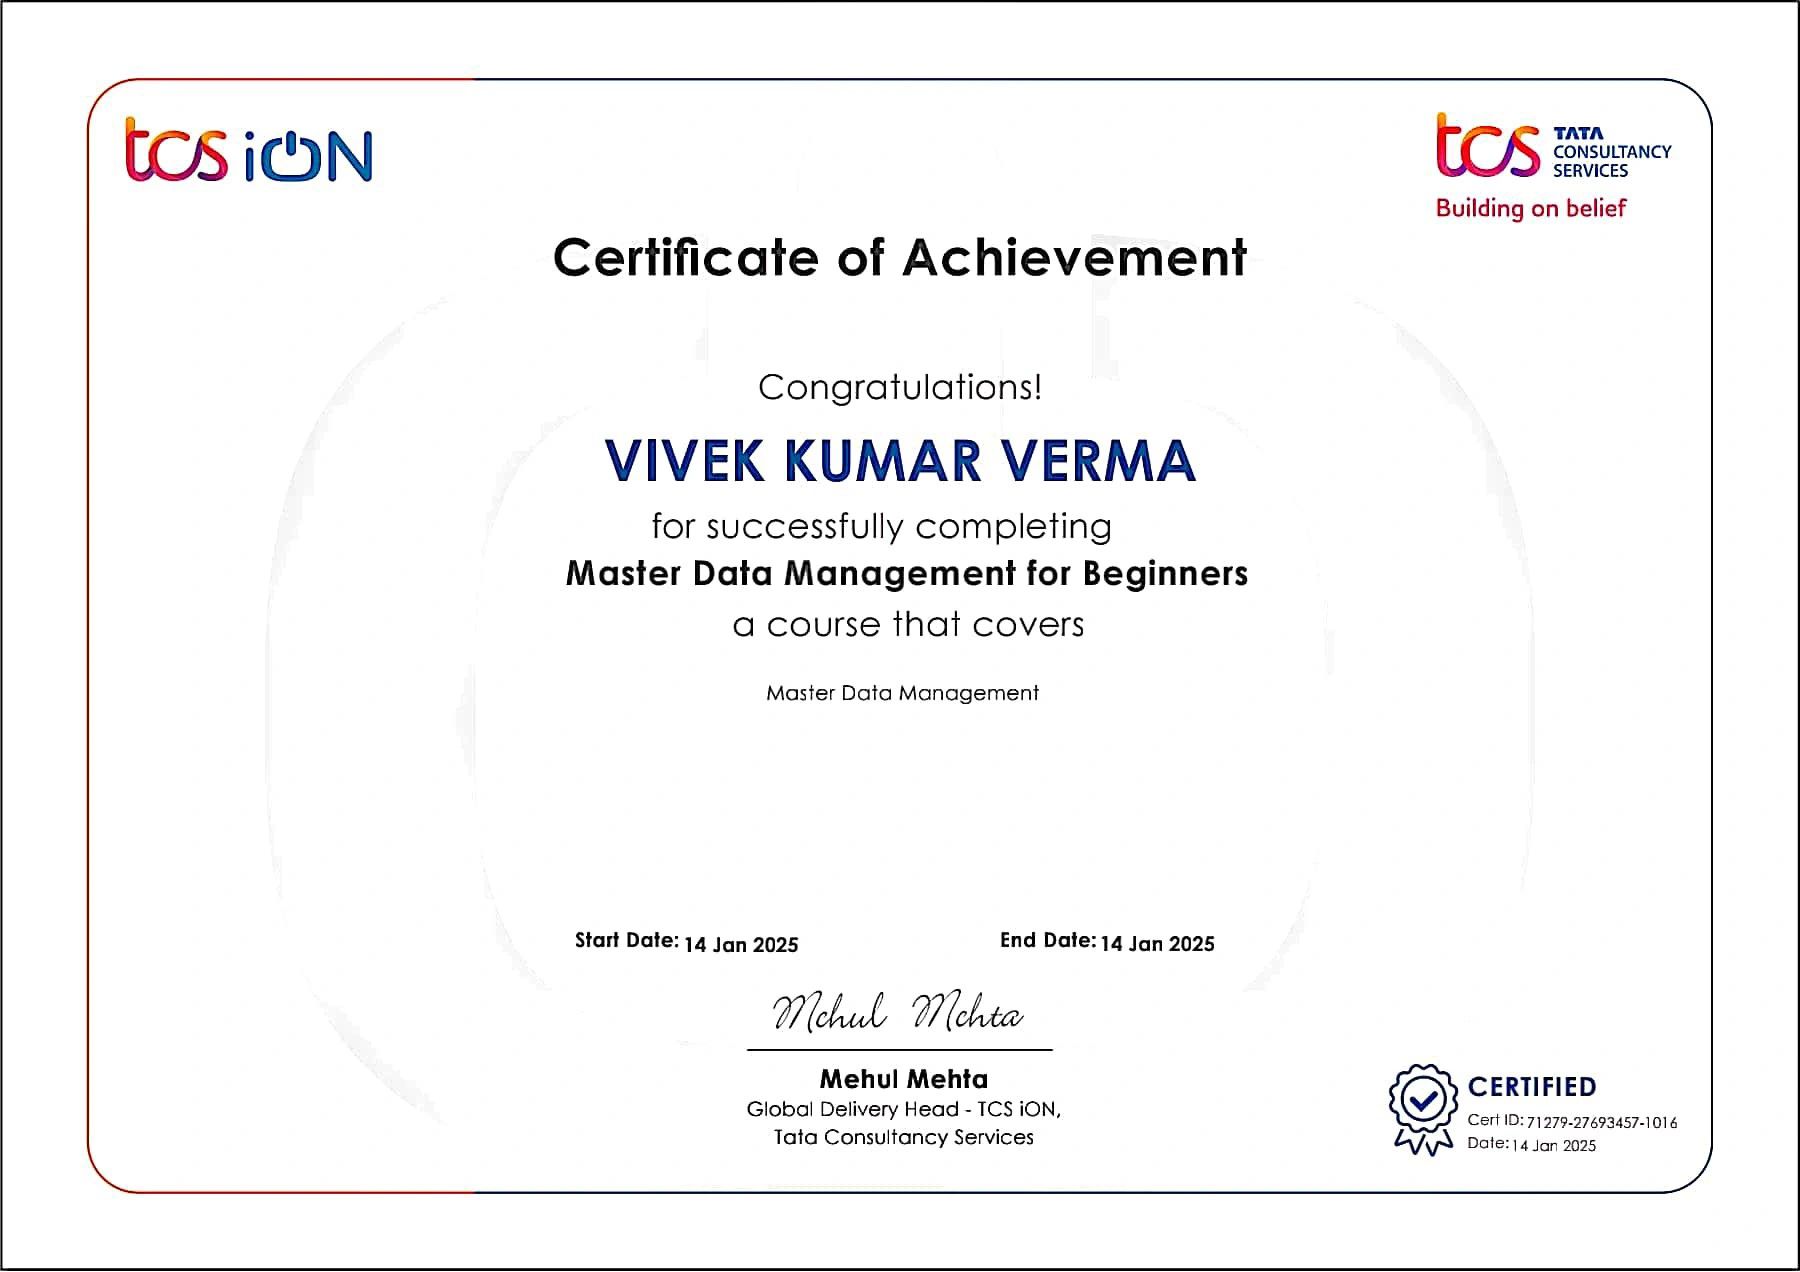 tcs iON
tcs TATA
CONSULTANCY
SERVICES
Building on belief
Certificate of Achievement
Congratulations!
VIVEK KUMAR VERMA
for successfully completing
Master Data Management for Beginners
a course that covers
Master Data Management
Start Date: 14 Jan 2025
End Date: 14 Jan 2025
Mehul Mehta
Mehul Mehta
Global Delivery Head - TCS iON,
Tata Consultancy Services
CERTIFIED
Cert ID: 71279-27693457-1016
Date: 14 Jan 2025